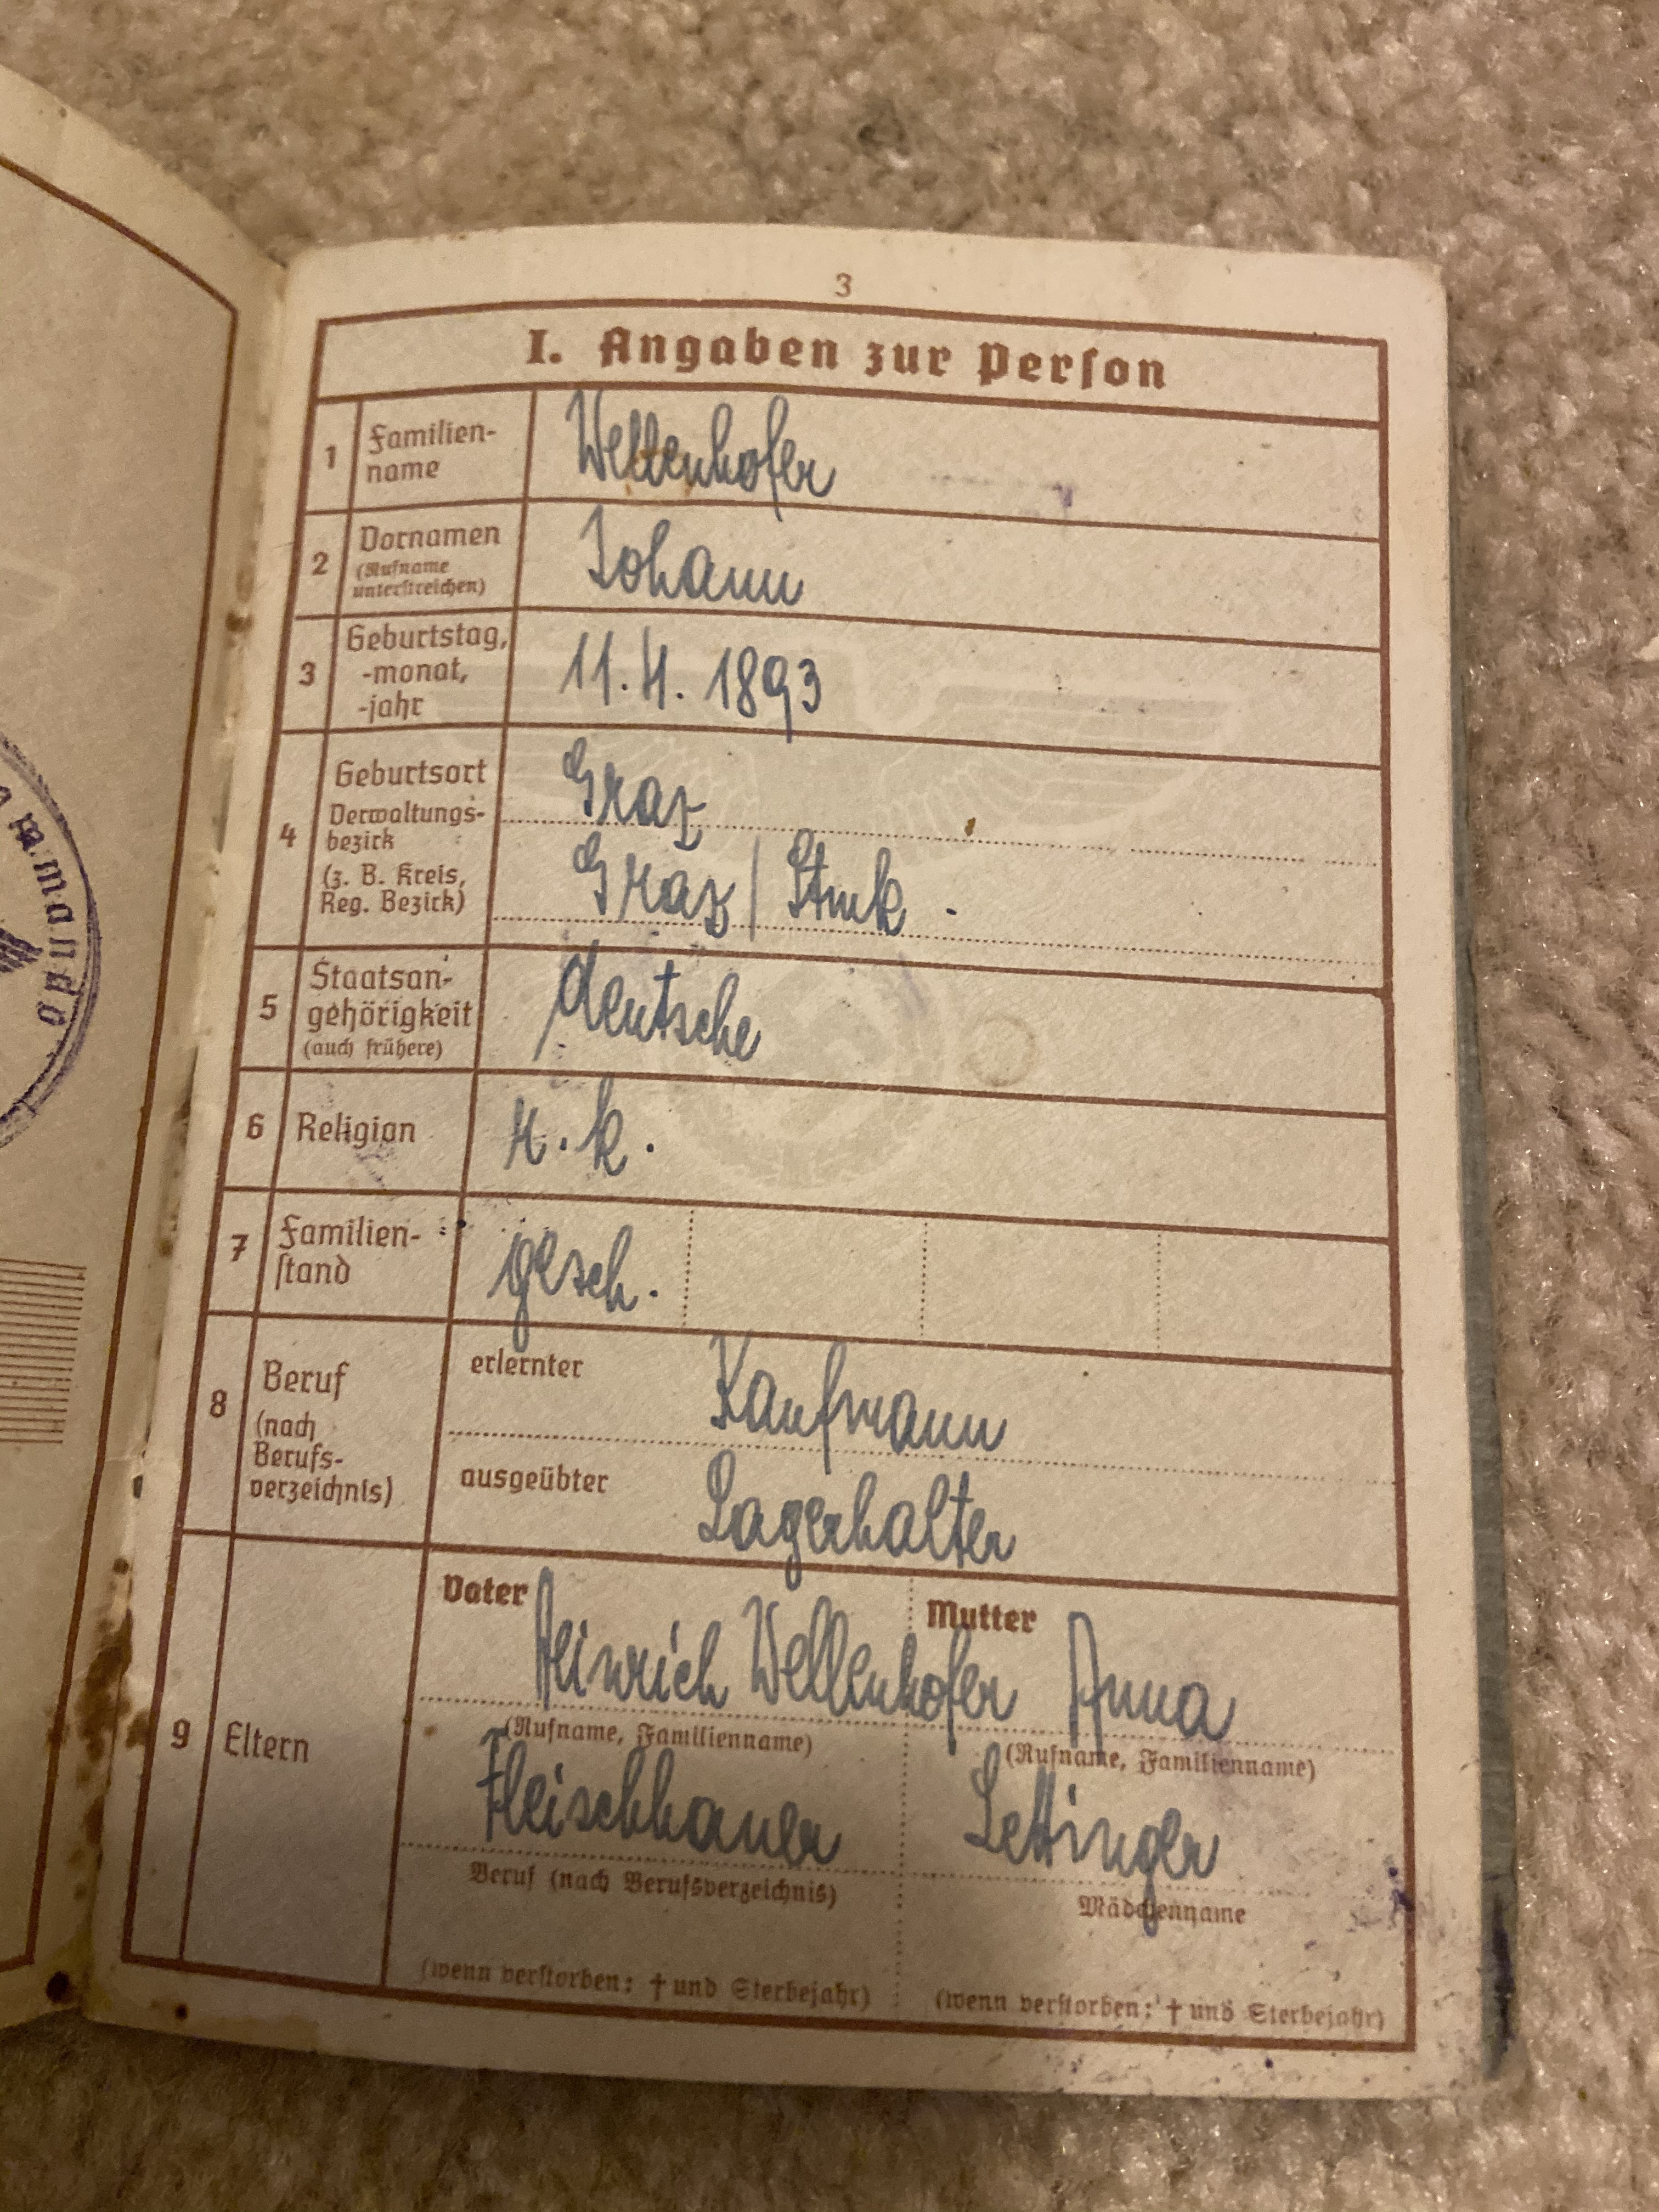 3
I. Angaben zur Person
1 Familien-
name
Wellenhofer
2 Vornamen
(Rufname
unterstreichen)
Johann
3 Geburtstag,
-monat,
-jahr
11.4.1893
4 Geburtsort
Verwaltungs-
bezirk
(z. B. Kreis,
Reg. Bezirk)
Graz
Graz/Stmk.
5 Staatsan-
gehörigkeit
(auch frühere)
deutsche
6 Religion
r.k.
7 Familien-
stand
gesch.
8 Beruf
(nach
Berufs-
verzeichnis)
erlernter Kaufmann
ausgeübter Lagerhalter
9 Eltern
Vater Heinrich Wellenhofer
(Rufname, Familienname)
Fleischhauer
Beruf (nach Berufsverzeichnis)
(wenn verstorben: † und Sterbejahr)
Mutter Anna
(Rufname, Familienname)
Lettinger
Mädchenname
(wenn verstorben: † und Sterbejahr)